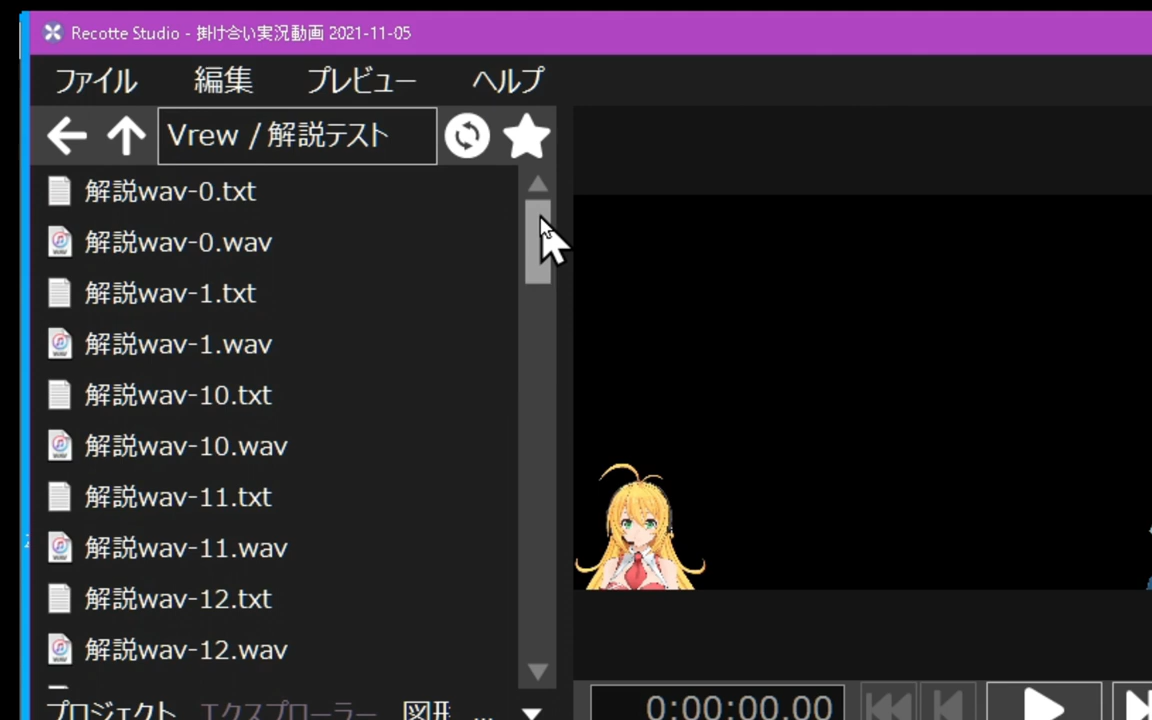 Recotte Studio - 掛け合い実況動画 2021-11-05
ファイル 編集 プレビュー ヘルプ
Vrew / 解説テスト
解説wav-0.txt
解説wav-0.wav
解説wav-1.txt
解説wav-1.wav
解説wav-10.txt
解説wav-10.wav
解説wav-11.txt
解説wav-11.wav
解説wav-12.txt
解説wav-12.wav
プロジェクト エクスプローラー 図形 ...
0:00:00.00